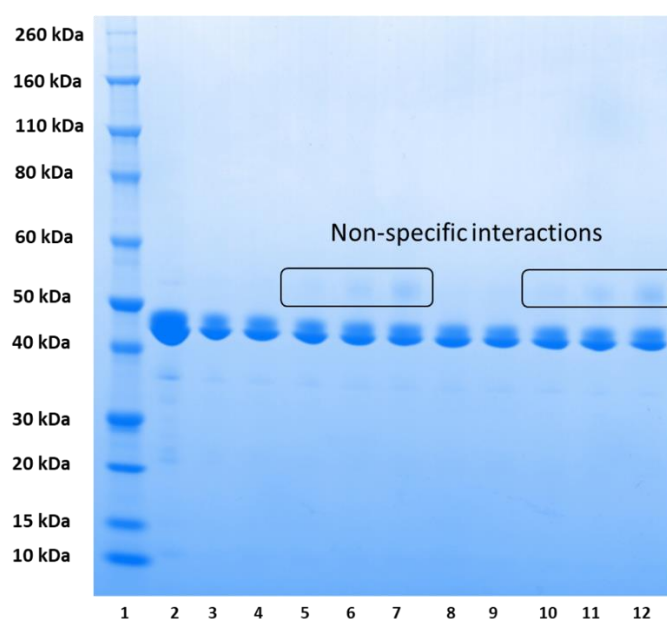 260 kDa
160 kDa
110 kDa
80 kDa
60 kDa
Non-specific interactions
50 kDa
40 kDa
30 kDa
20 kDa
15 kDa
10 kDa
1 2 3 4 5 6 7 8 9 10 11 12